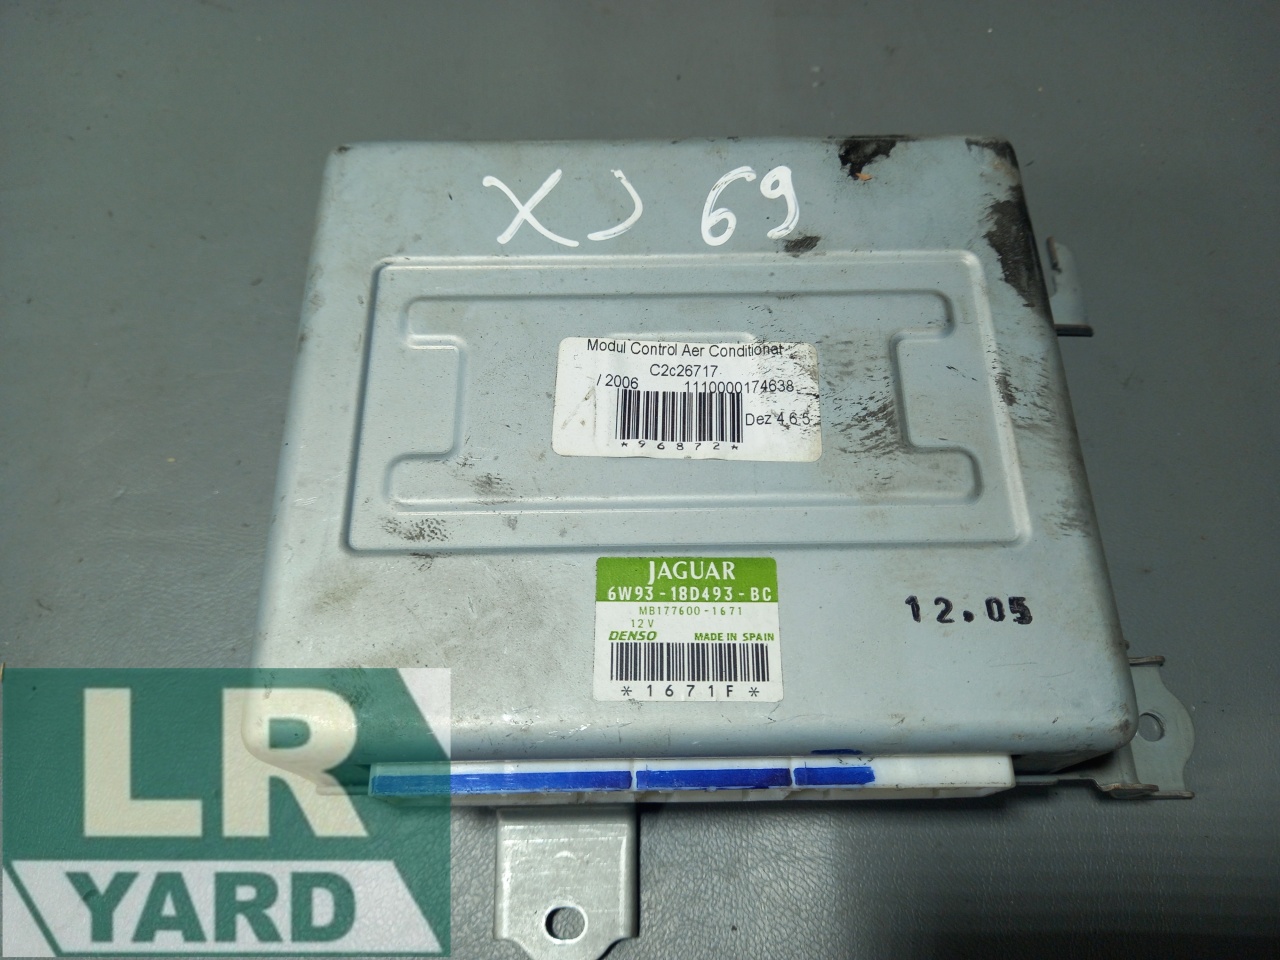 XJ 69
Modul Control Aer Conditionat
C2c26717
/ 2006 1110000174638
Dez 4.6.5
*96872*
JAGUAR
6W93-18D493-BC
MB177600-1671
12V
DENSO MADE IN SPAIN
*1671F*
12.05
LR
YARD